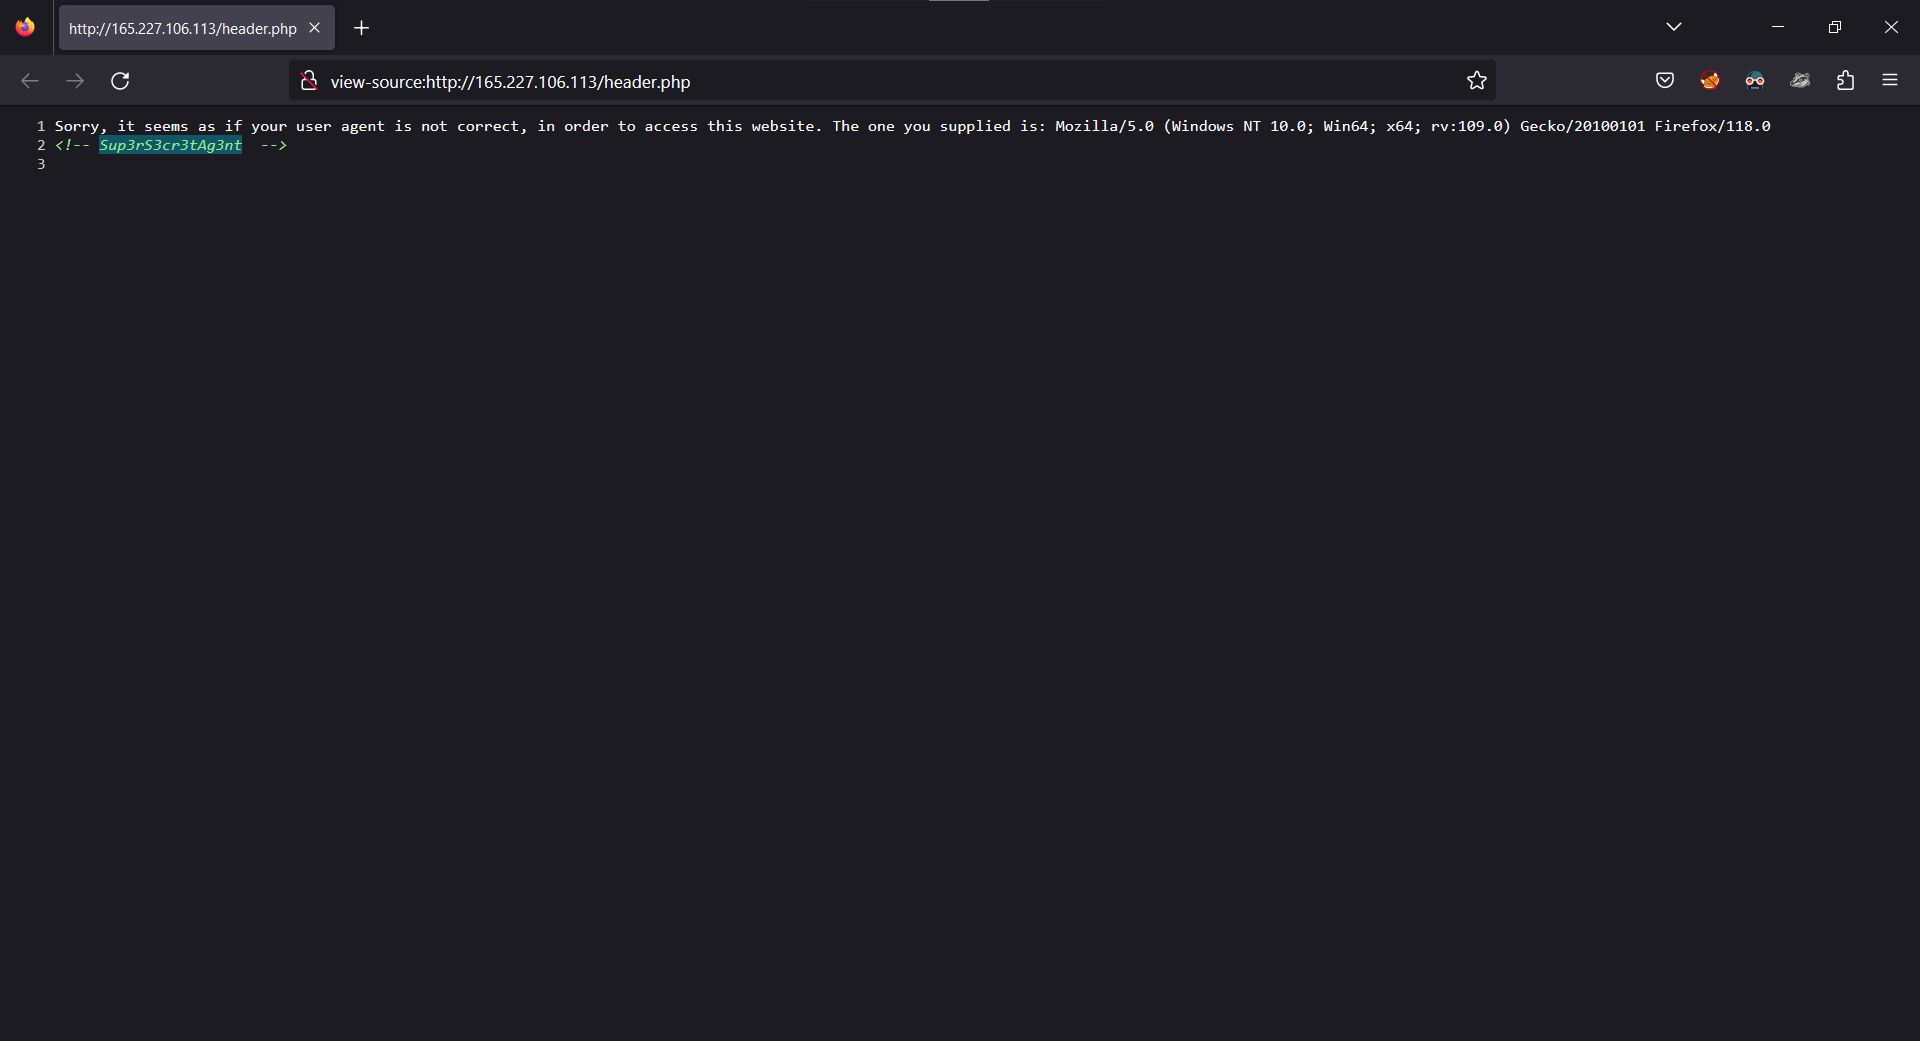 http://165.227.106.113/header.php
view-source:http://165.227.106.113/header.php
1 Sorry, it seems as if your user agent is not correct, in order to access this website. The one you supplied is: Mozilla/5.0 (Windows NT 10.0; Win64; x64; rv:109.0) Gecko/20100101 Firefox/118.0
2 <!-- Sup3rS3cr3tAg3nt  -->
3